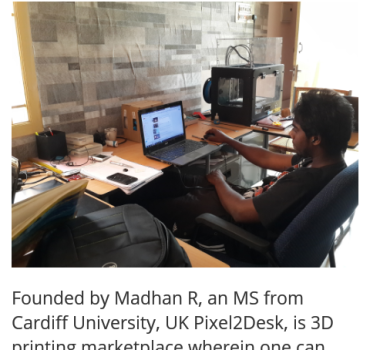 Founded by Madhan R, an MS from
Cardiff University, UK Pixel2Desk, is 3D
printing marketplace wherein one can